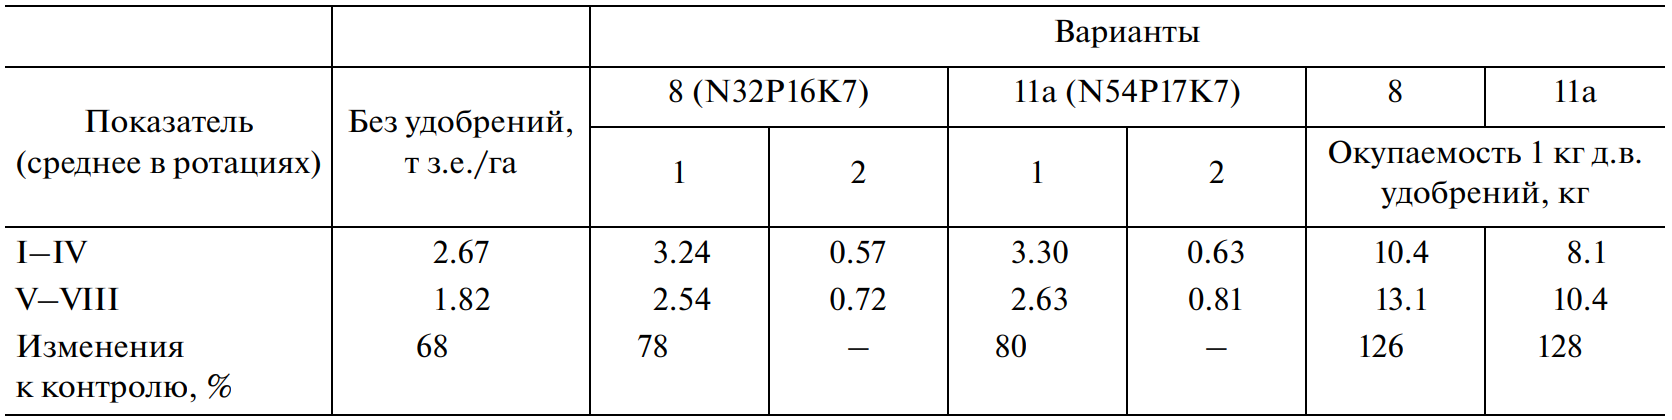 Варианты
Показатель
(среднее в ротациях)
Без удобрений,
т з.е./га
8 (N32P16K7)
11а (N54P17K7)
8
11а
1
2
1
2
Окупаемость 1 кг д.в.
удобрений, кг
I–IV 2.67 3.24 0.57 3.30 0.63 10.4 8.1
V–VIII 1.82 2.54 0.72 2.63 0.81 13.1 10.4
Изменения 68 78 – 80 – 126 128
к контролю, %